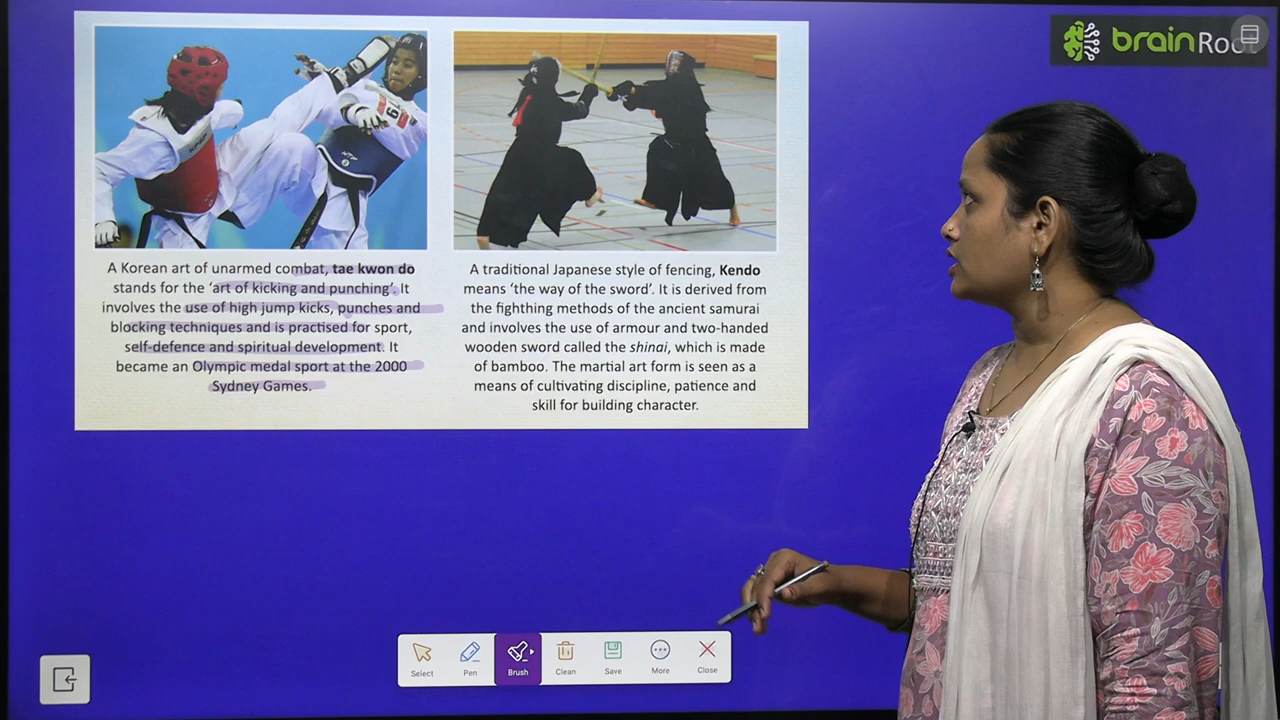 brainRoot
A Korean art of unarmed combat, tae kwon do
stands for the ‘art of kicking and punching’. It
involves the use of high jump kicks, punches and
blocking techniques and is practised for sport,
self-defence and spiritual development. It
became an Olympic medal sport at the 2000
Sydney Games.
A traditional Japanese style of fencing, Kendo
means ‘the way of the sword’. It is derived from
the fighthing methods of the ancient samurai
and involves the use of armour and two-handed
wooden sword called the shinai, which is made
of bamboo. The martial art form is seen as a
means of cultivating discipline, patience and
skill for building character.
Select Pen Brush Clean Save More Close